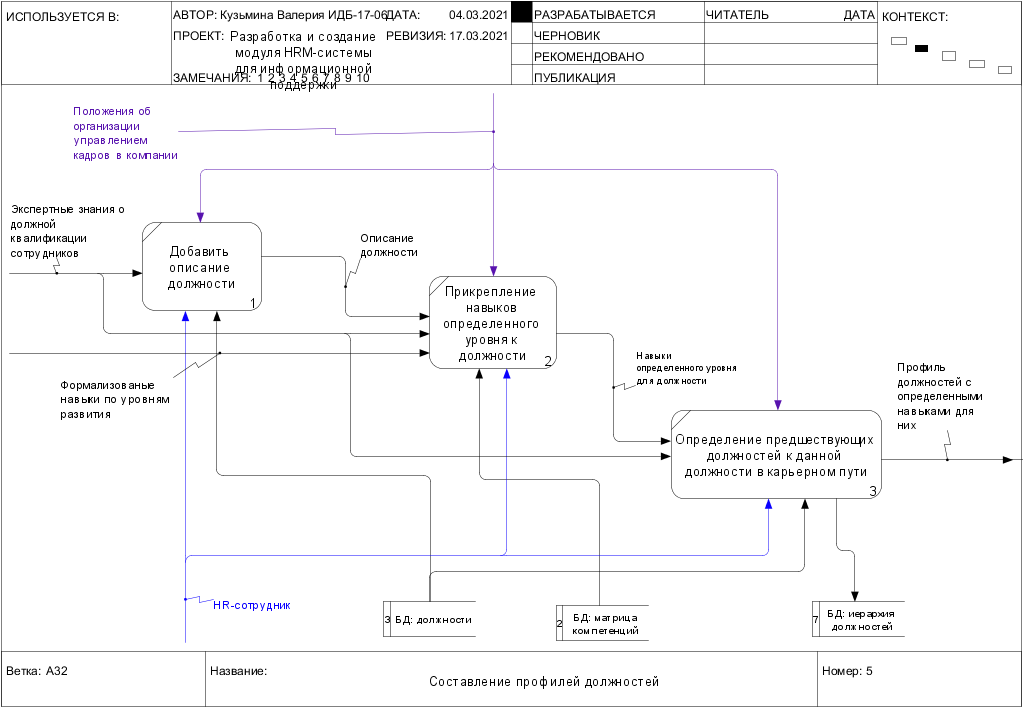 ИСПОЛЬЗУЕТСЯ В:
АВТОР: Кузьмина Валерия ИДБ-17-06
ДАТА: 04.03.2021
ПРОЕКТ: Разработка и создание
модуля HRM-системы
для информационной
поддержки
РЕВИЗИЯ: 17.03.2021
ЗАМЕЧАНИЯ: 1 2 3 4 5 6 7 8 9 10
РАЗРАБАТЫВАЕТСЯ
ЧЕРНОВИК
РЕКОМЕНДОВАНО
ПУБЛИКАЦИЯ
ЧИТАТЕЛЬ ДАТА
КОНТЕКСТ:
Положения об
организации
управлением
кадров в компании
Экспертные знания о
должной
квалификации
сотрудников
Добавить
описание
должности
1
Описание
должности
Прикрепление
навыков
определенного
уровня к
должности
2
Формализованые
навыки по уровням
развития
Навыки
определенного уровня
для должности
Профиль
должностей с
определенными
навыками для
них
Определение предшествующих
должностей к данной
должности в карьерном пути
3
HR-сотрудник
3 БД: должности
2 БД: матрица
компетенций
7 БД: иерархия
должностей
Ветка: A32
Название:
Составление профилей должностей
Номер: 5